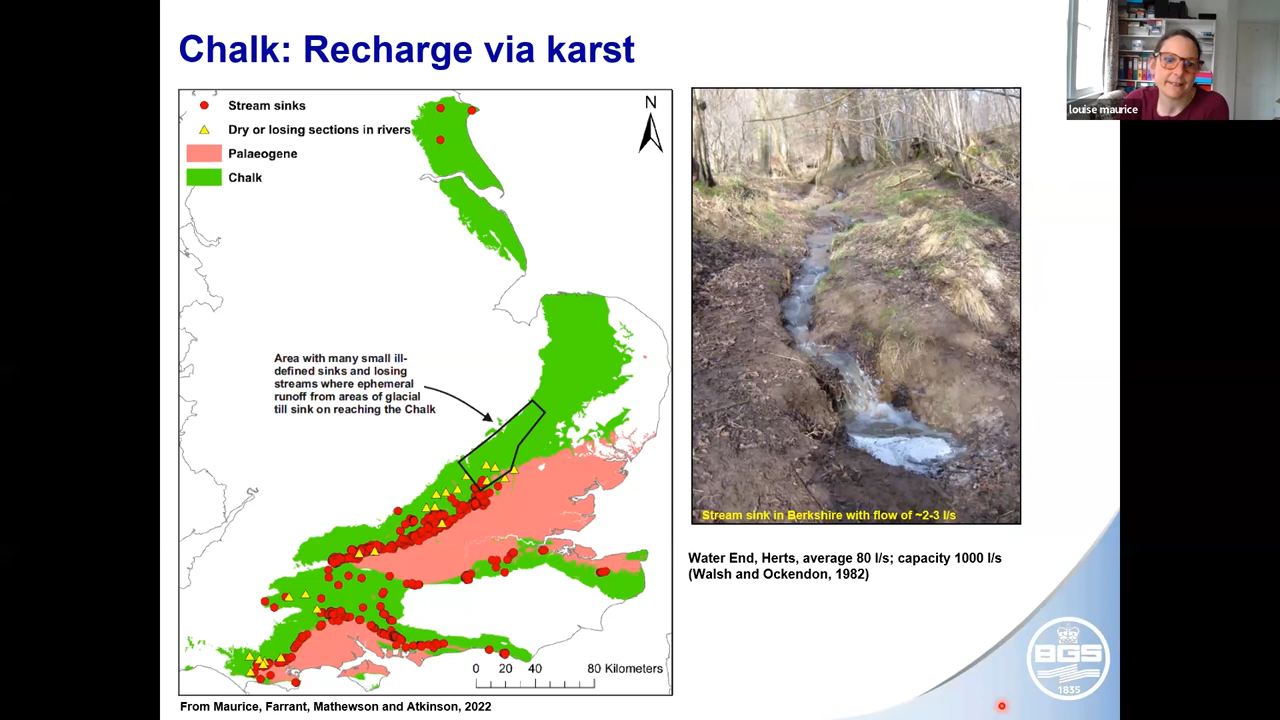 Chalk: Recharge via karst
Stream sinks
Dry or losing sections in rivers
Palaeogene
Chalk
N
Area with many small ill-
defined sinks and losing
streams where ephemeral
runoff from areas of glacial
till sink on reaching the Chalk
0 20 40 80 Kilometers
From Maurice, Farrant, Mathewson and Atkinson, 2022
Stream sink in Berkshire with flow of ~2-3 l/s
Water End, Herts, average 80 l/s; capacity 1000 l/s
(Walsh and Ockendon, 1982)
louise maurice
BGS
1835